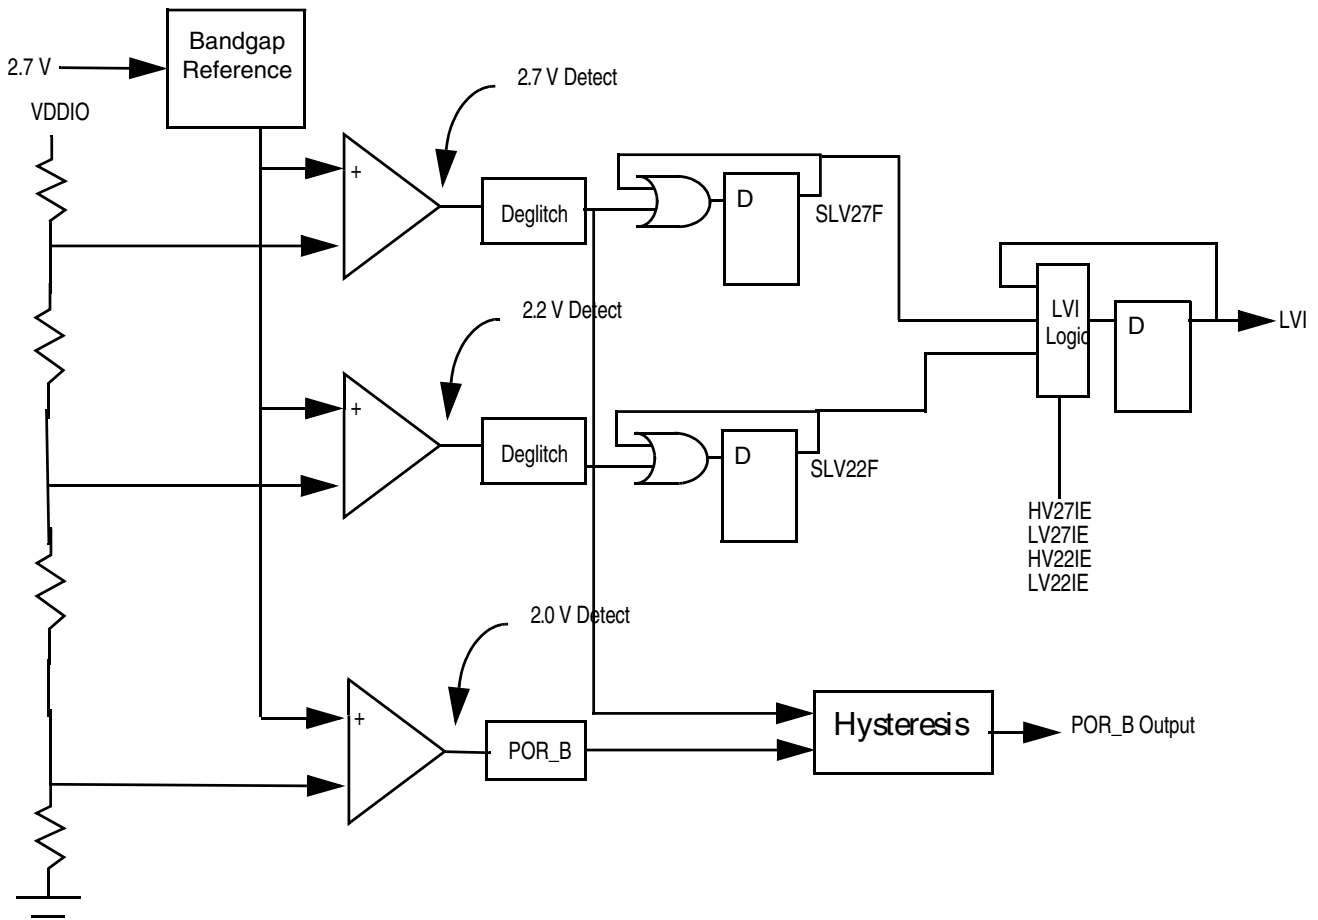 Bandgap
Reference
2.7 V
VDDIO
2.7 V Detect
+
Deglitch
D
SLV27F
2.2 V Detect
LVI
Logic
D
LVI
+
Deglitch
D
SLV22F
HV27IE
LV27IE
HV22IE
LV22IE
2.0 V Detect
+
POR_B
Hysteresis
POR_B Output